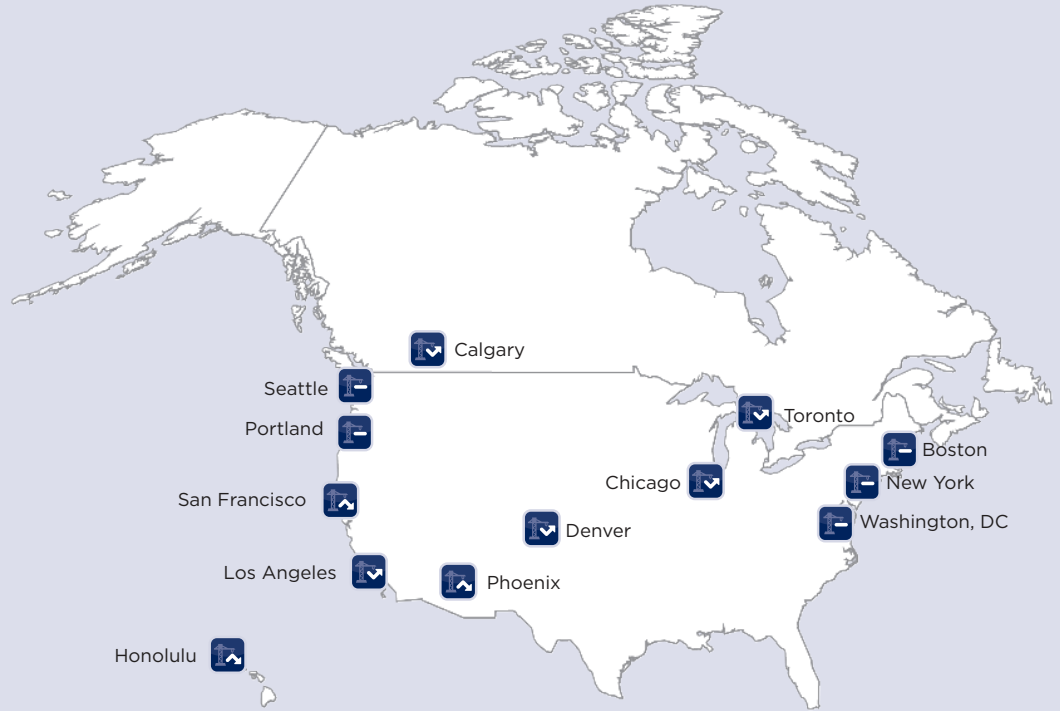 Calgary
Seattle
Toronto
Portland
Boston
Chicago
New York
San Francisco
Washington, DC
Denver
Los Angeles
Phoenix
Honolulu